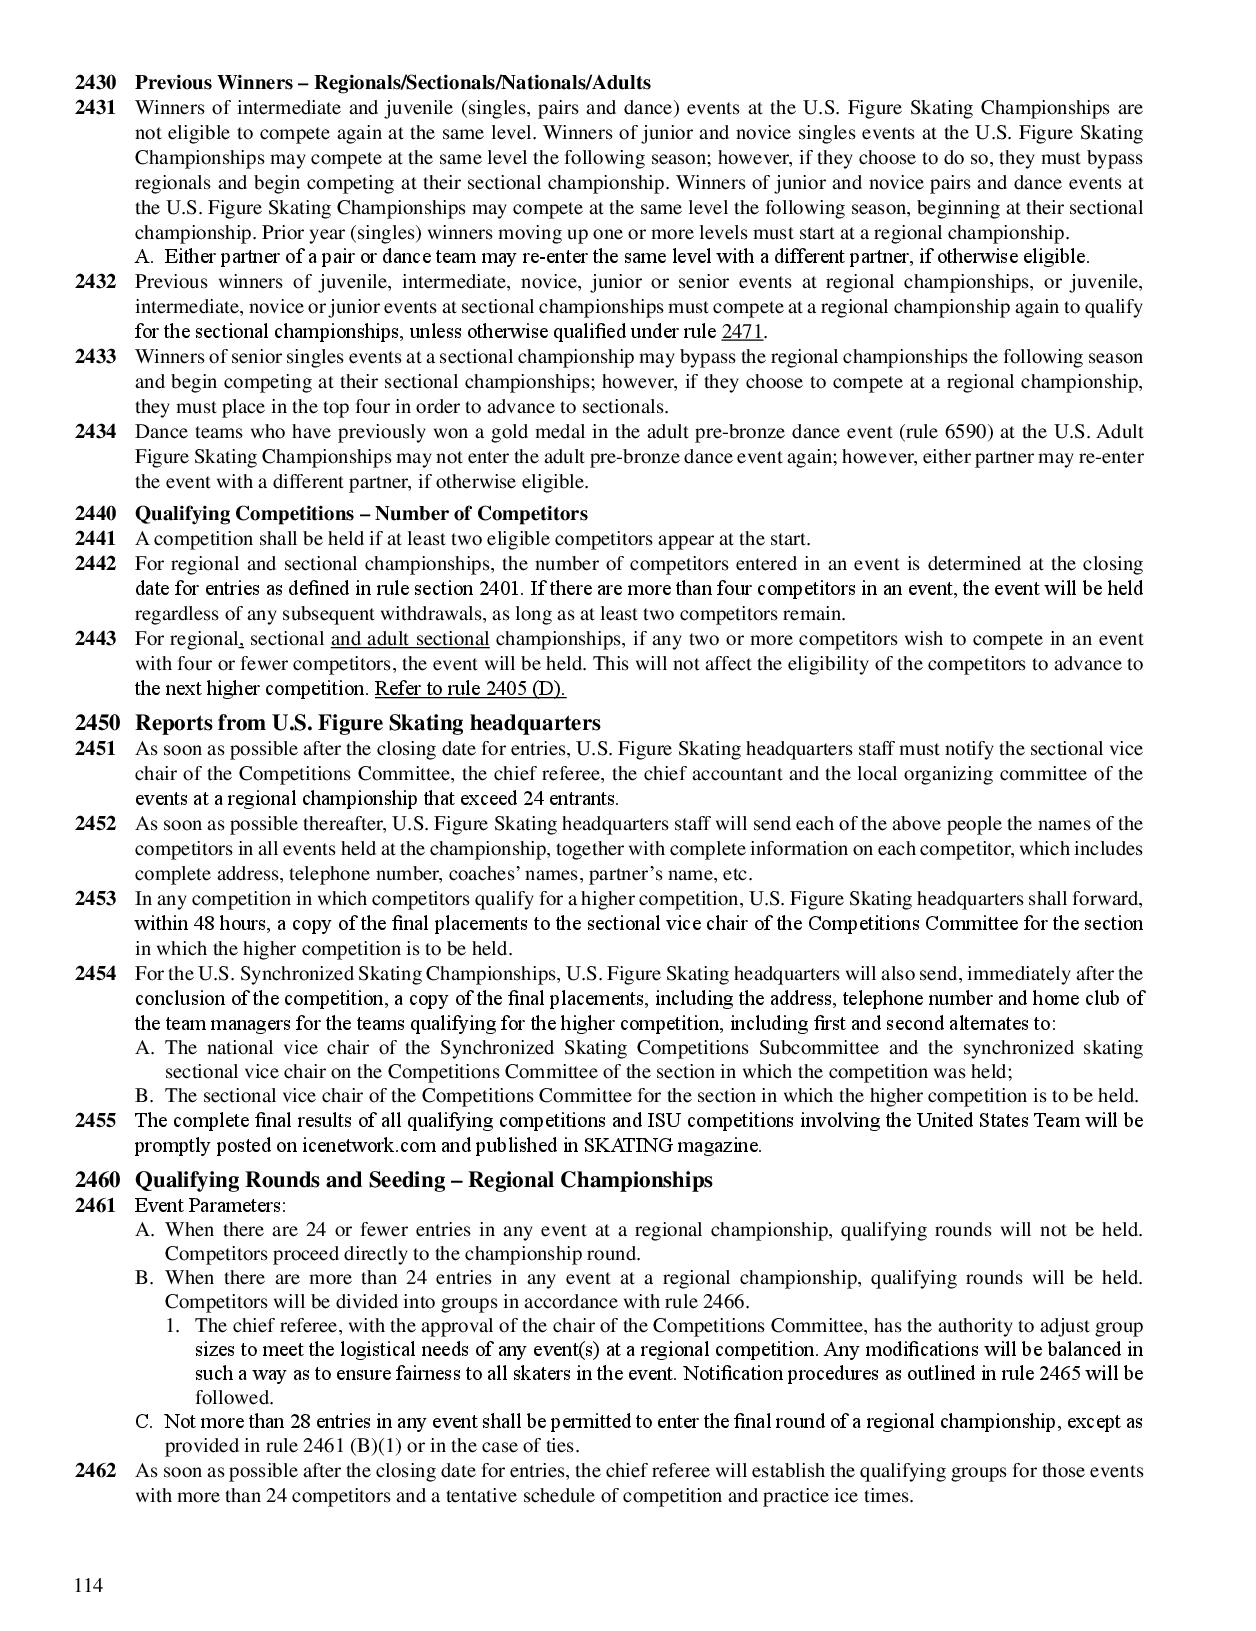 2430 Previous Winners – Regionals/Sectionals/Nationals/Adults
2431 Winners of intermediate and juvenile (singles, pairs and dance) events at the U.S. Figure Skating Championships are
not eligible to compete again at the same level. Winners of junior and novice singles events at the U.S. Figure Skating
Championships may compete at the same level the following season; however, if they choose to do so, they must bypass
regionals and begin competing at their sectional championship. Winners of junior and novice pairs and dance events at
the U.S. Figure Skating Championships may compete at the same level the following season, beginning at their sectional
championship. Prior year (singles) winners moving up one or more levels must start at a regional championship.
A. Either partner of a pair or dance team may re-enter the same level with a different partner, if otherwise eligible.
2432 Previous winners of juvenile, intermediate, novice, junior or senior events at regional championships, or juvenile,
intermediate, novice or junior events at sectional championships must compete at a regional championship again to qualify
for the sectional championships, unless otherwise qualified under rule 2471.
2433 Winners of senior singles events at a sectional championship may bypass the regional championships the following season
and begin competing at their sectional championships; however, if they choose to compete at a regional championship,
they must place in the top four in order to advance to sectionals.
2434 Dance teams who have previously won a gold medal in the adult pre-bronze dance event (rule 6590) at the U.S. Adult
Figure Skating Championships may not enter the adult pre-bronze dance event again; however, either partner may re-enter
the event with a different partner, if otherwise eligible.
2440 Qualifying Competitions – Number of Competitors
2441 A competition shall be held if at least two eligible competitors appear at the start.
2442 For regional and sectional championships, the number of competitors entered in an event is determined at the closing
date for entries as defined in rule section 2401. If there are more than four competitors in an event, the event will be held
regardless of any subsequent withdrawals, as long as at least two competitors remain.
2443 For regional, sectional and adult sectional championships, if any two or more competitors wish to compete in an event
with four or fewer competitors, the event will be held. This will not affect the eligibility of the competitors to advance to
the next higher competition. Refer to rule 2405 (D).
2450 Reports from U.S. Figure Skating headquarters
2451 As soon as possible after the closing date for entries, U.S. Figure Skating headquarters staff must notify the sectional vice
chair of the Competitions Committee, the chief referee, the chief accountant and the local organizing committee of the
events at a regional championship that exceed 24 entrants.
2452 As soon as possible thereafter, U.S. Figure Skating headquarters staff will send each of the above people the names of the
competitors in all events held at the championship, together with complete information on each competitor, which includes
complete address, telephone number, coaches' names, partner's name, etc.
2453 In any competition in which competitors qualify for a higher competition, U.S. Figure Skating headquarters shall forward,
within 48 hours, a copy of the final placements to the sectional vice chair of the Competitions Committee for the section
in which the higher competition is to be held.
2454 For the U.S. Synchronized Skating Championships, U.S. Figure Skating headquarters will also send, immediately after the
conclusion of the competition, a copy of the final placements, including the address, telephone number and home club of
the team managers for the teams qualifying for the higher competition, including first and second alternates to:
A. The national vice chair of the Synchronized Skating Competitions Subcommittee and the synchronized skating
sectional vice chair on the Competitions Committee of the section in which the competition was held;
B. The sectional vice chair of the Competitions Committee for the section in which the higher competition is to be held.
2455 The complete final results of all qualifying competitions and ISU competitions involving the United States Team will be
promptly posted on icenetwork.com and published in SKATING magazine.
2460 Qualifying Rounds and Seeding – Regional Championships
2461 Event Parameters:
A. When there are 24 or fewer entries in any event at a regional championship, qualifying rounds will not be held.
Competitors proceed directly to the championship round.
B. When there are more than 24 entries in any event at a regional championship, qualifying rounds will be held.
Competitors will be divided into groups in accordance with rule 2466.
1. The chief referee, with the approval of the chair of the Competitions Committee, has the authority to adjust group
sizes to meet the logistical needs of any event(s) at a regional competition. Any modifications will be balanced in
such a way as to ensure fairness to all skaters in the event. Notification procedures as outlined in rule 2465 will be
followed.
C. Not more than 28 entries in any event shall be permitted to enter the final round of a regional championship, except as
provided in rule 2461 (B)(1) or in the case of ties.
2462 As soon as possible after the closing date for entries, the chief referee will establish the qualifying groups for those events
with more than 24 competitors and a tentative schedule of competition and practice ice times.
114